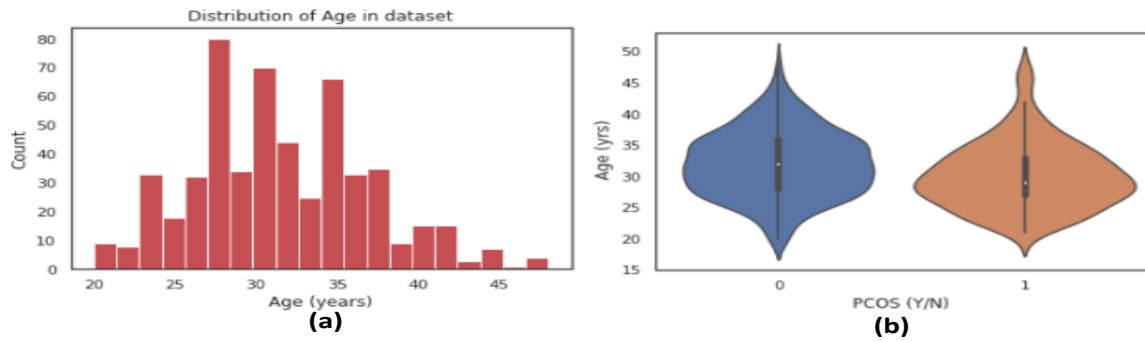 Distribution of Age in dataset
80
70
60
50
40
30
20
10
0
Count
20 25 30 35 40 45
Age (years)
(a)
50
45
40
35
30
25
20
15
Age (yrs)
0 1
PCOS (Y/N)
(b)